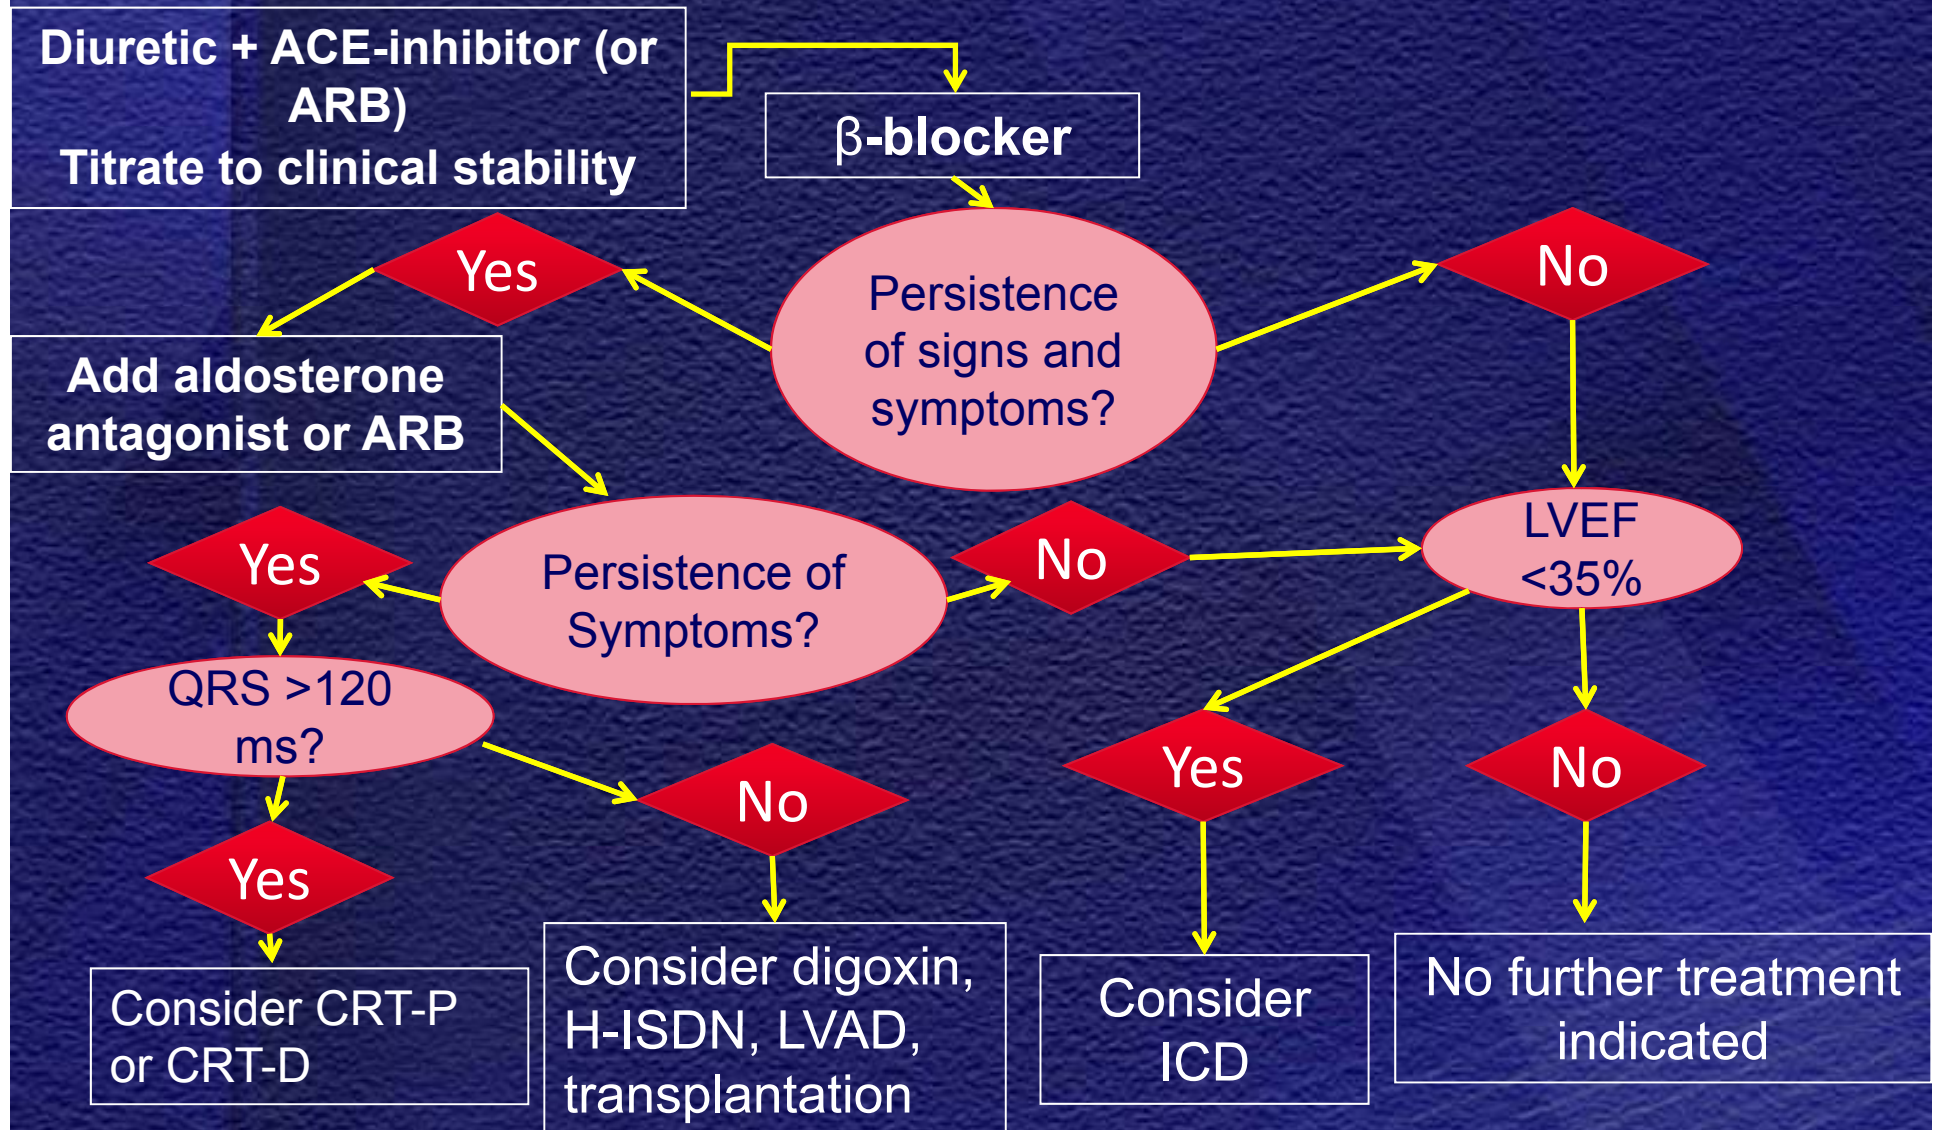 Diuretic + ACE-inhibitor (or
ARB)
Titrate to clinical stability
β-blocker
Yes
Persistence
of signs and
symptoms?
No
Add aldosterone
antagonist or ARB
Yes
Persistence of
Symptoms?
No
LVEF
<35%
QRS >120
ms?
Yes
No
Yes
No
Consider CRT-P
or CRT-D
Consider digoxin,
H-ISDN, LVAD,
transplantation
Consider
ICD
No further treatment
indicated